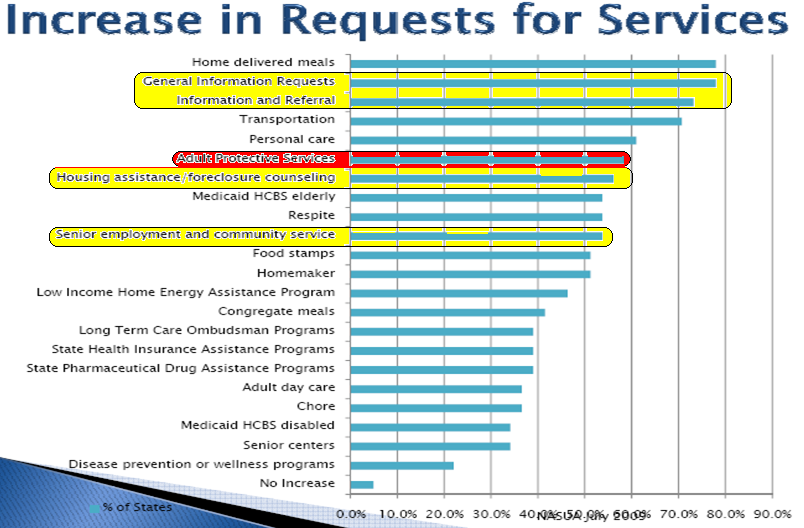 Increase in Requests for Services
Home delivered meals
General Information Requests
Information and Referral
Transportation
Personal care
Adult Protective Services
Housing assistance/foreclosure counseling
Medicaid HCBS elderly
Respite
Senior employment and community service
Food stamps
Homemaker
Low Income Home Energy Assistance Program
Congregate meals
Long Term Care Ombudsman Programs
State Health Insurance Assistance Programs
State Pharmaceutical Drug Assistance Programs
Adult day care
Chore
Medicaid HCBS disabled
Senior centers
Disease prevention or wellness programs
No Increase
% of States
0.0% 10.0% 20.0% 30.0% 40.0% 50.0% 60.0% 70.0% 80.0% 90.0%
NASUA July 2009